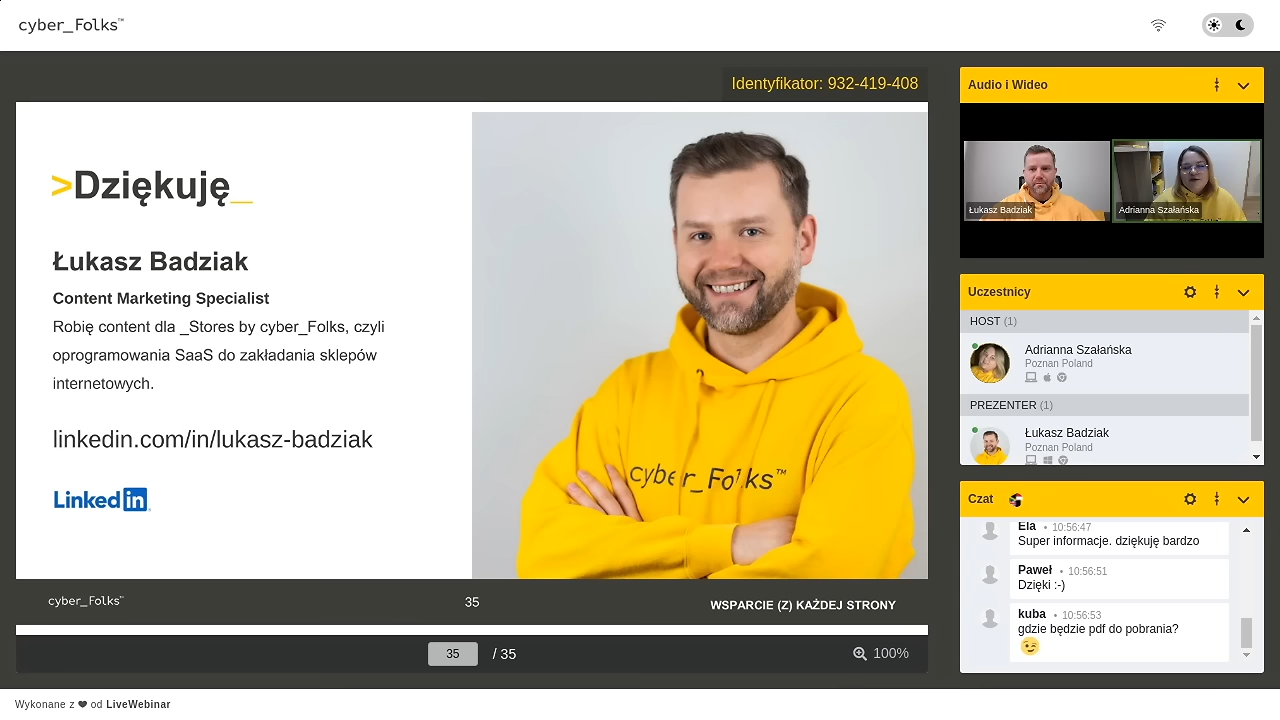 cyber_Folks™
Identyfikator: 932-419-408
>Dziękuję_
Łukasz Badziak
Content Marketing Specialist
Robię content dla _Stores by cyber_Folks, czyli
oprogramowania SaaS do zakładania sklepów
internetowych.
linkedin.com/in/lukasz-badziak
Linkedin
cyber_Folks™
cyber_Folks™
35
WSPARCIE (Z) KAŻDEJ STRONY
35 / 35
100%
Audio i Wideo
Łukasz Badziak
Adrianna Szałańska
Uczestnicy
HOST (1)
Adrianna Szałańska
Poznan Poland
PREZENTER (1)
Łukasz Badziak
Poznan Poland
Czat
Ela • 10:56:47
Super informacje. dziękuję bardzo
Paweł • 10:56:51
Dzięki :-)
kuba • 10:56:53
gdzie będzie pdf do pobrania?
😉
Wykonane z ❤ od LiveWebinar